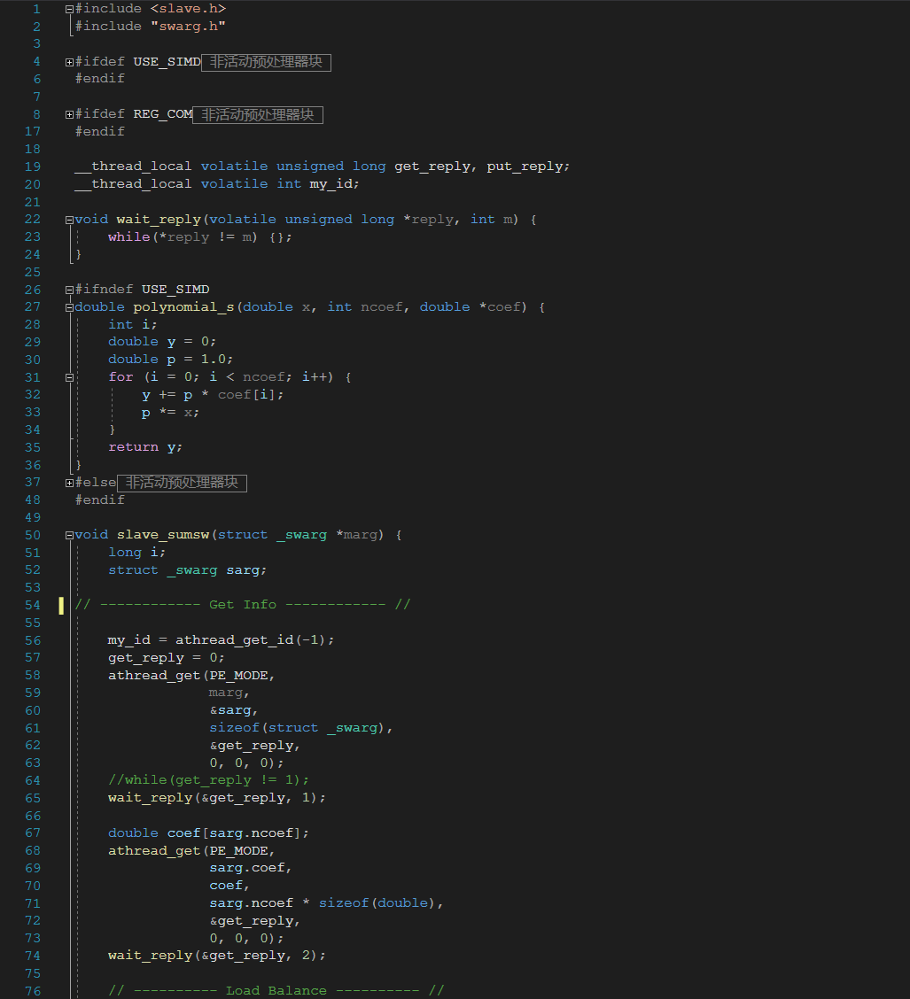 1 #include <slave.h>
2 #include "swarg.h"
3
4 #ifdef USE_SIMD 非活动预处理器块
6 #endif
7
8 #ifdef REG_COM 非活动预处理器块
17 #endif
18
19 __thread_local volatile unsigned long get_reply, put_reply;
20 __thread_local volatile int my_id;
21
22 void wait_reply(volatile unsigned long *reply, int m) {
23     while(*reply != m) {};
24 }
25
26 #ifndef USE_SIMD
27 double polynomial_s(double x, int ncoef, double *coef) {
28     int i;
29     double y = 0;
30     double p = 1.0;
31     for (i = 0; i < ncoef; i++) {
32         y += p * coef[i];
33         p *= x;
34     }
35     return y;
36 }
37 #else 非活动预处理器块
48 #endif
49
50 void slave_sumsw(struct _swarg *marg) {
51     long i;
52     struct _swarg sarg;
53
54 // ------------ Get Info ------------ //
55
56     my_id = athread_get_id(-1);
57     get_reply = 0;
58     athread_get(PE_MODE,
59                 marg,
60                 &sarg,
61                 sizeof(struct _swarg),
62                 &get_reply,
63                 0, 0, 0);
64     //while(get_reply != 1);
65     wait_reply(&get_reply, 1);
66
67     double coef[sarg.ncoef];
68     athread_get(PE_MODE,
69                 sarg.coef,
70                 coef,
71                 sarg.ncoef * sizeof(double),
72                 &get_reply,
73                 0, 0, 0);
74     wait_reply(&get_reply, 2);
75
76     // ---------- Load Balance ---------- //